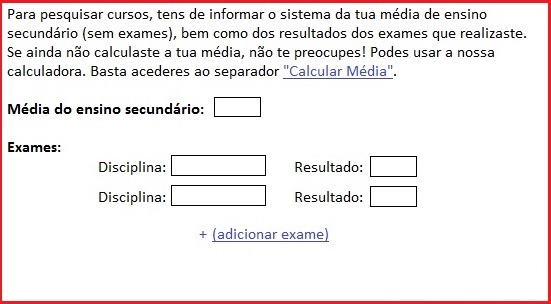 Para pesquisar cursos, tens de informar o sistema da tua média de ensino
secundário (sem exames), bem como dos resultados dos exames que realizaste.
Se ainda não calculaste a tua média, não te preocupes! Podes usar a nossa
calculadora. Basta acederes ao separador "Calcular Média".
Média do ensino secundário:
Exames:
Disciplina: Resultado:
Disciplina: Resultado:
+ (adicionar exame)